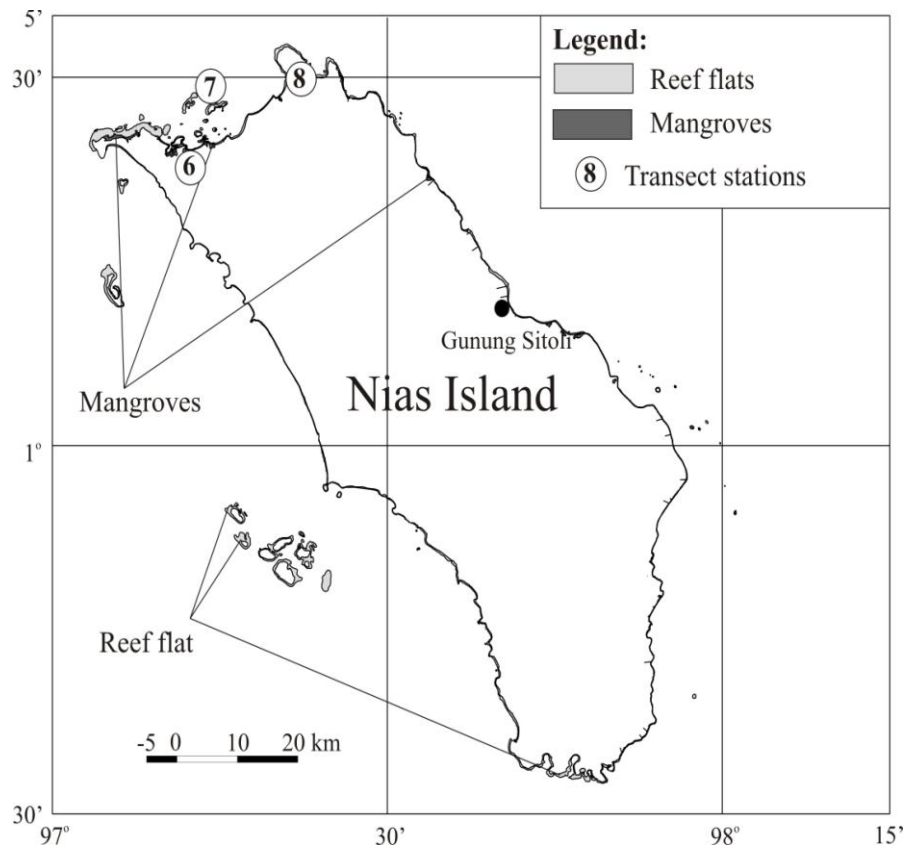 5'
30'
Legend:
Reef flats
Mangroves
8 Transect stations
7
8
6
Gunung Sitoli
Mangroves
Nias Island
1°
Reef flat
-5 0 10 20 km
30'
97° 30' 98° 15'